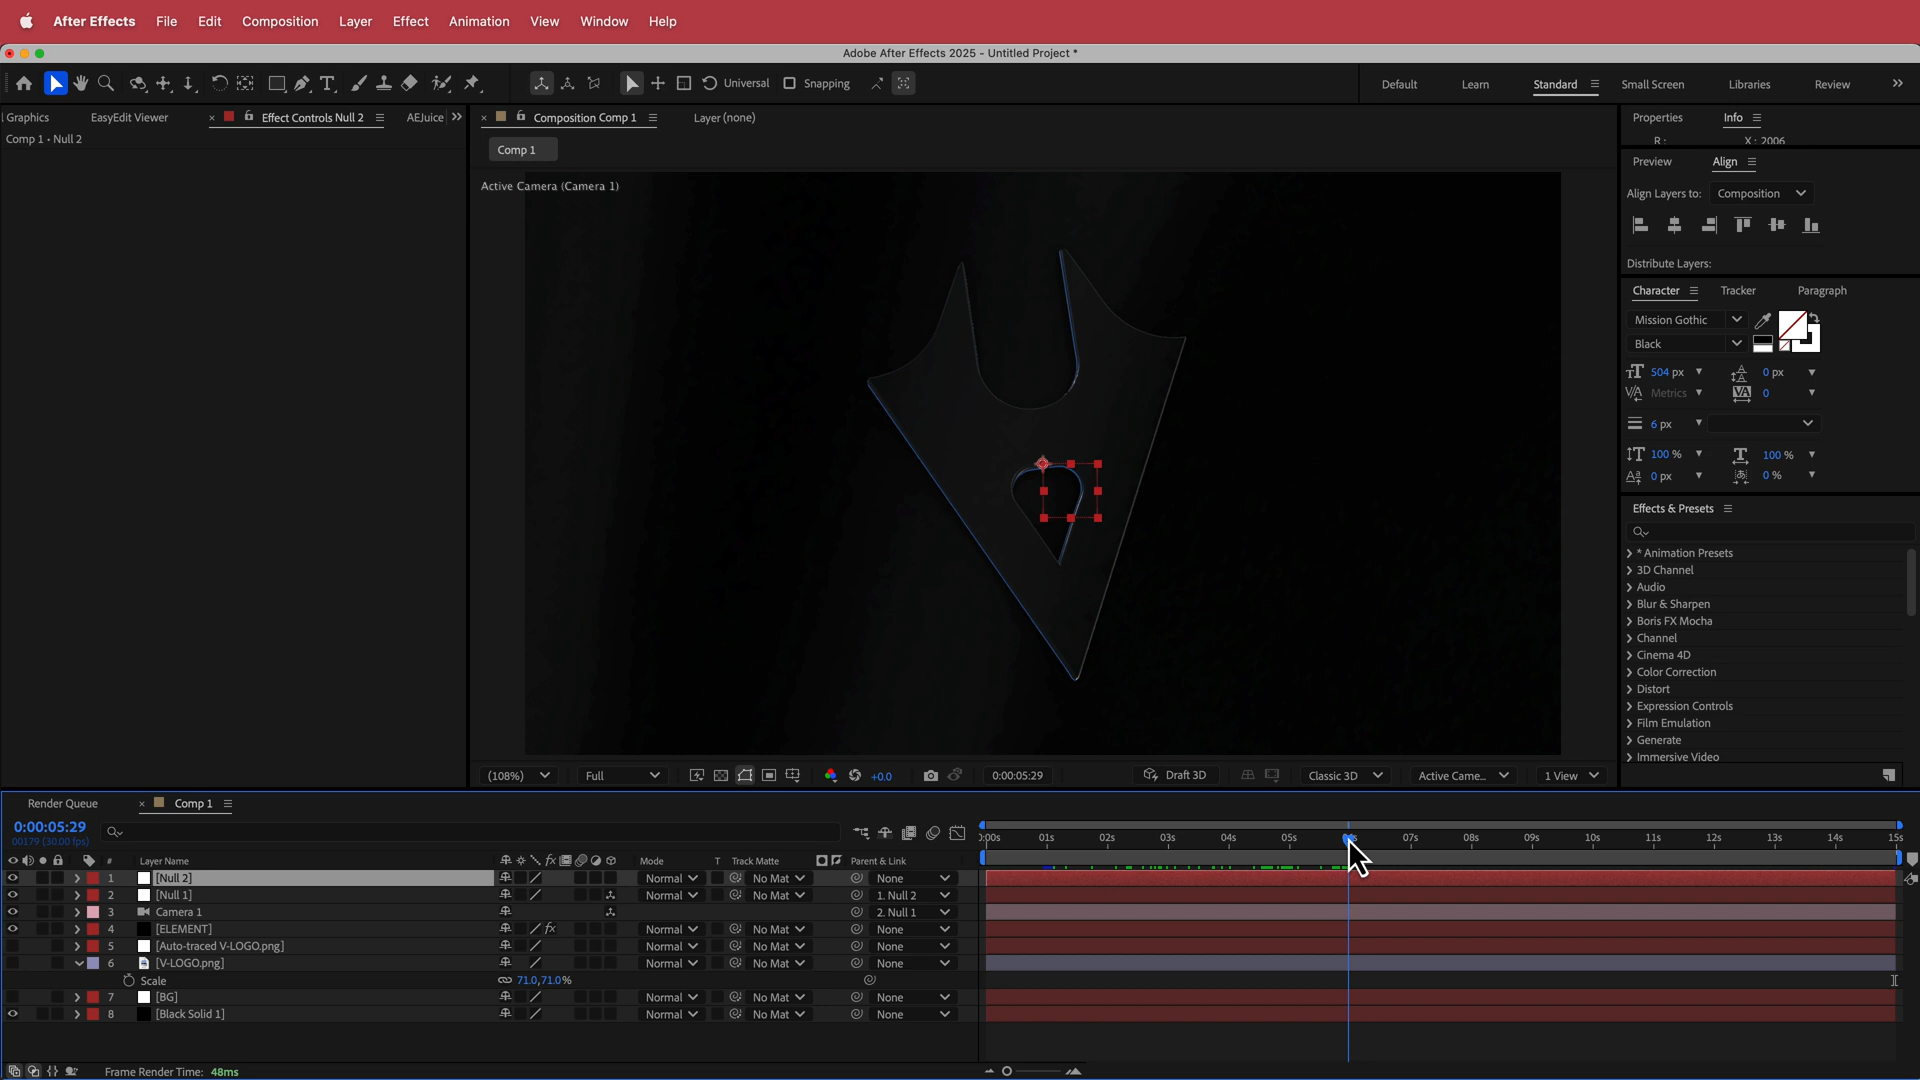 After Effects File Edit Composition Layer Effect Animation View Window Help
Adobe After Effects 2025 - Untitled Project *
Universal Snapping Default Learn Standard Small Screen Libraries Review
Graphics EasyEdit Viewer Effect Controls Null 2 AEJuice
Comp 1 • Null 2
Composition Comp 1 Layer (none)
Comp 1
Active Camera (Camera 1)
Properties Info
R: X: 2006
Preview Align
Align Layers to: Composition
Distribute Layers:
Character Tracker Paragraph
Mission Gothic
Black
504 px 0 px
Metrics 0
6 px
100 % 100 %
0 px 0 %
Effects & Presets
* Animation Presets
3D Channel
Audio
Blur & Sharpen
Boris FX Mocha
Channel
Cinema 4D
Color Correction
Distort
Expression Controls
Film Emulation
Generate
Immersive Video
(108%) Full +0.0 0:00:05:29 Draft 3D Classic 3D Active Came... 1 View
Render Queue Comp 1
0:00:05:29
00179 (30.00 fps)
01s 02s 03s 04s 05s 07s 08s 09s 10s 11s 12s 13s 14s 15s
# Layer Name Mode T Track Matte Parent & Link
1 [Null 2] Normal No Mat None
2 [Null 1] Normal No Mat 1. Null 2
3 Camera 1 2. Null 1
4 [ELEMENT] Normal No Mat None
5 [Auto-traced V-LOGO.png] Normal No Mat None
6 [V-LOGO.png] Normal No Mat None
Scale 71.0,71.0%
7 [BG] Normal No Mat None
8 [Black Solid 1] Normal No Mat None
Frame Render Time: 48ms